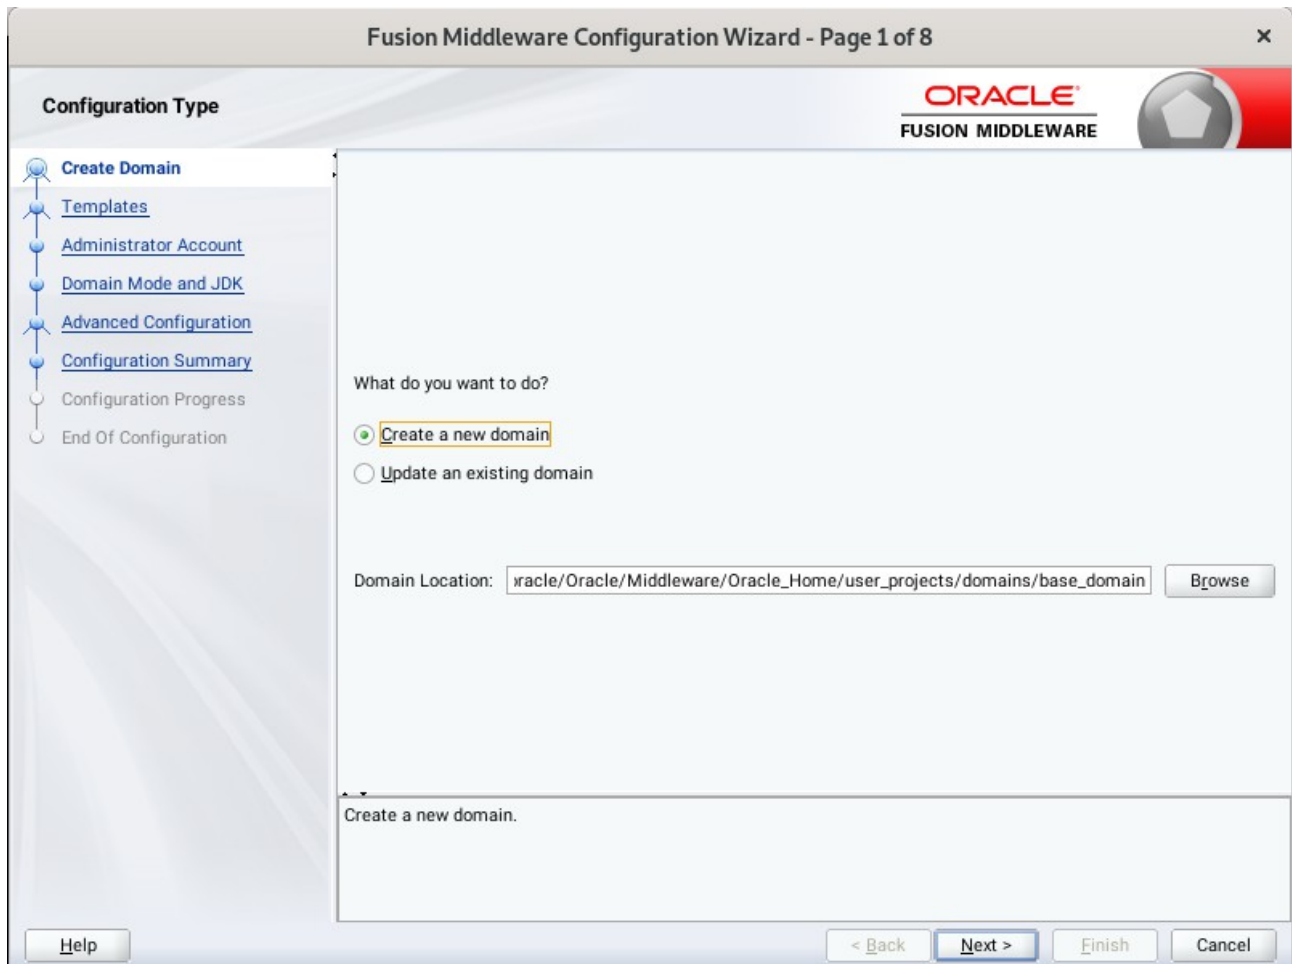 Fusion Middleware Configuration Wizard - Page 1 of 8
Configuration Type
ORACLE
FUSION MIDDLEWARE
Create Domain
Templates
Administrator Account
Domain Mode and JDK
Advanced Configuration
Configuration Summary
Configuration Progress
End Of Configuration
What do you want to do?
Create a new domain
Update an existing domain
Domain Location: racle/Oracle/Middleware/Oracle_Home/user_projects/domains/base_domain Browse
Create a new domain.
Help < Back Next > Finish Cancel